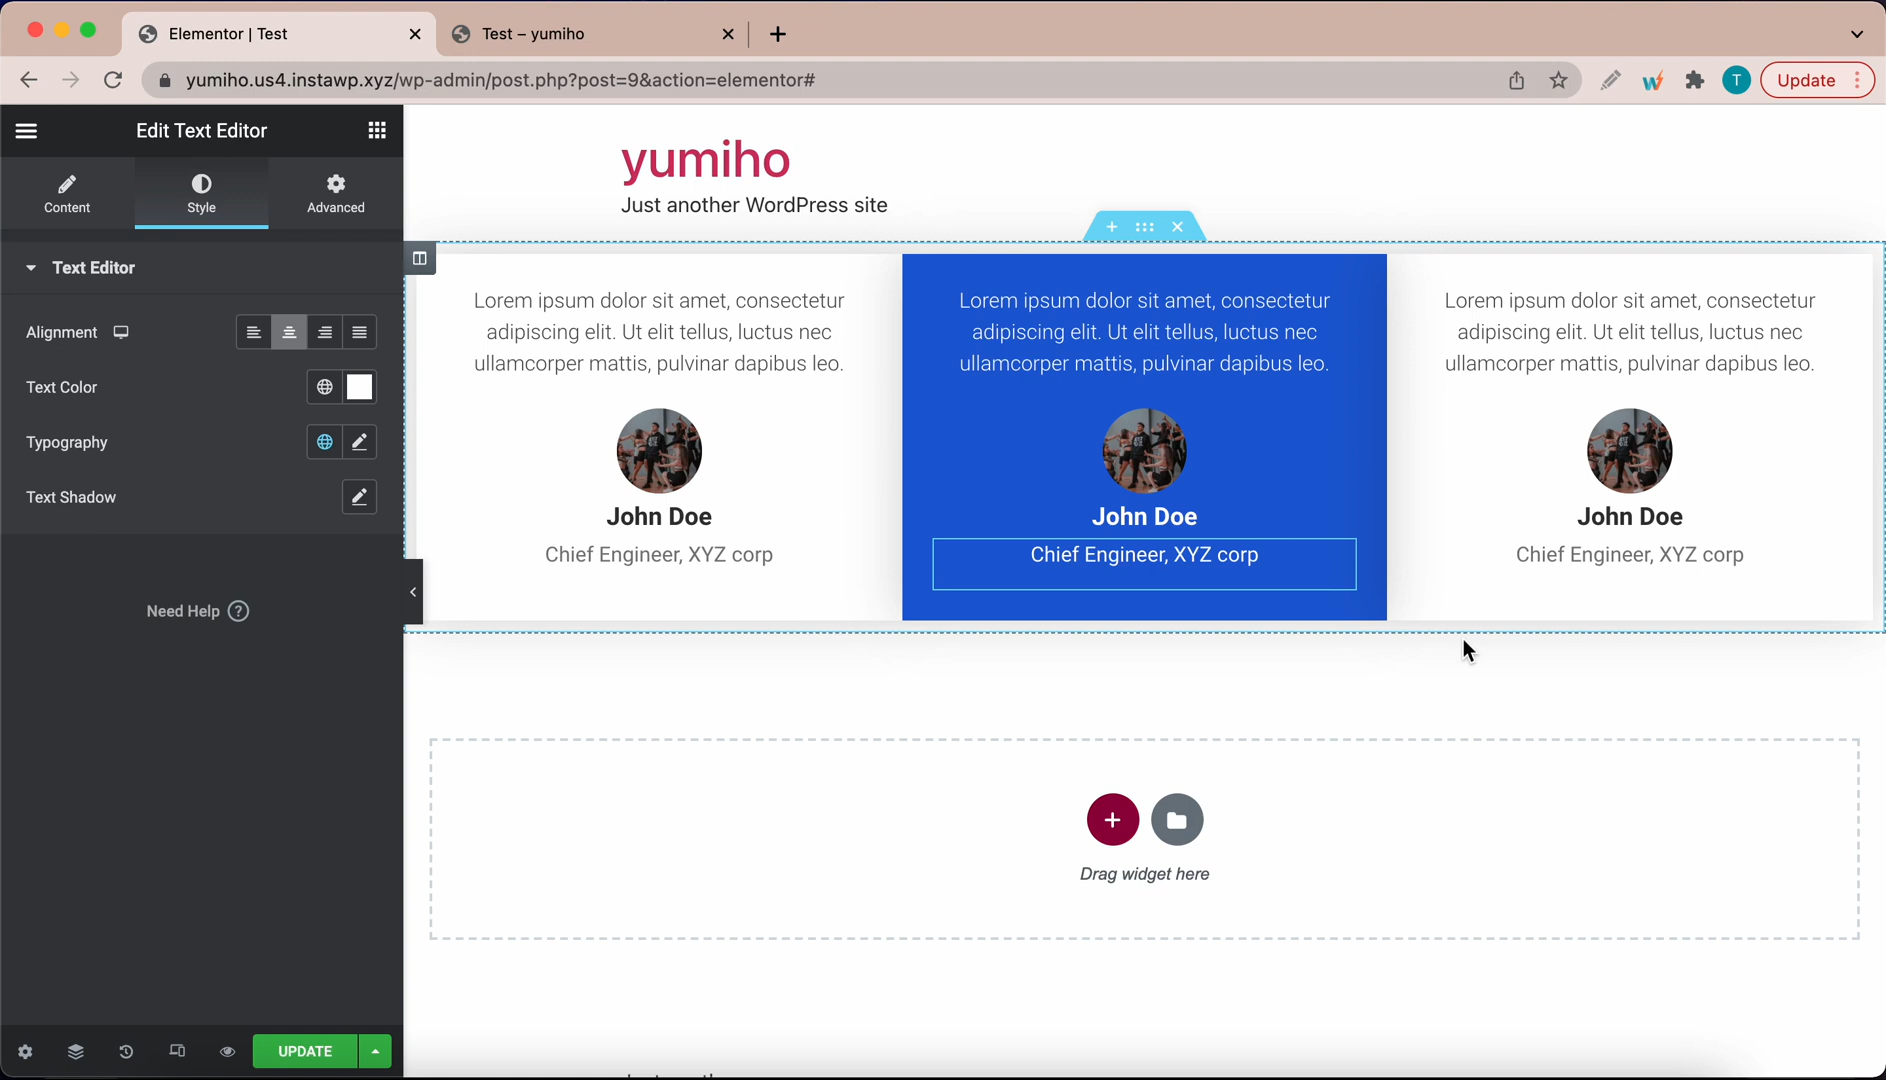 Elementor | Test
Test – yumiho
yumiho.us4.instawp.xyz/wp-admin/post.php?post=9&action=elementor#
T
Update
Edit Text Editor
Content
Style
Advanced
Text Editor
Alignment
Text Color
Typography
Text Shadow
Need Help ?
UPDATE
yumiho
Just another WordPress site
Lorem ipsum dolor sit amet, consectetur
adipiscing elit. Ut elit tellus, luctus nec
ullamcorper mattis, pulvinar dapibus leo.
John Doe
Chief Engineer, XYZ corp
Lorem ipsum dolor sit amet, consectetur
adipiscing elit. Ut elit tellus, luctus nec
ullamcorper mattis, pulvinar dapibus leo.
John Doe
Chief Engineer, XYZ corp
Lorem ipsum dolor sit amet, consectetur
adipiscing elit. Ut elit tellus, luctus nec
ullamcorper mattis, pulvinar dapibus leo.
John Doe
Chief Engineer, XYZ corp
Drag widget here